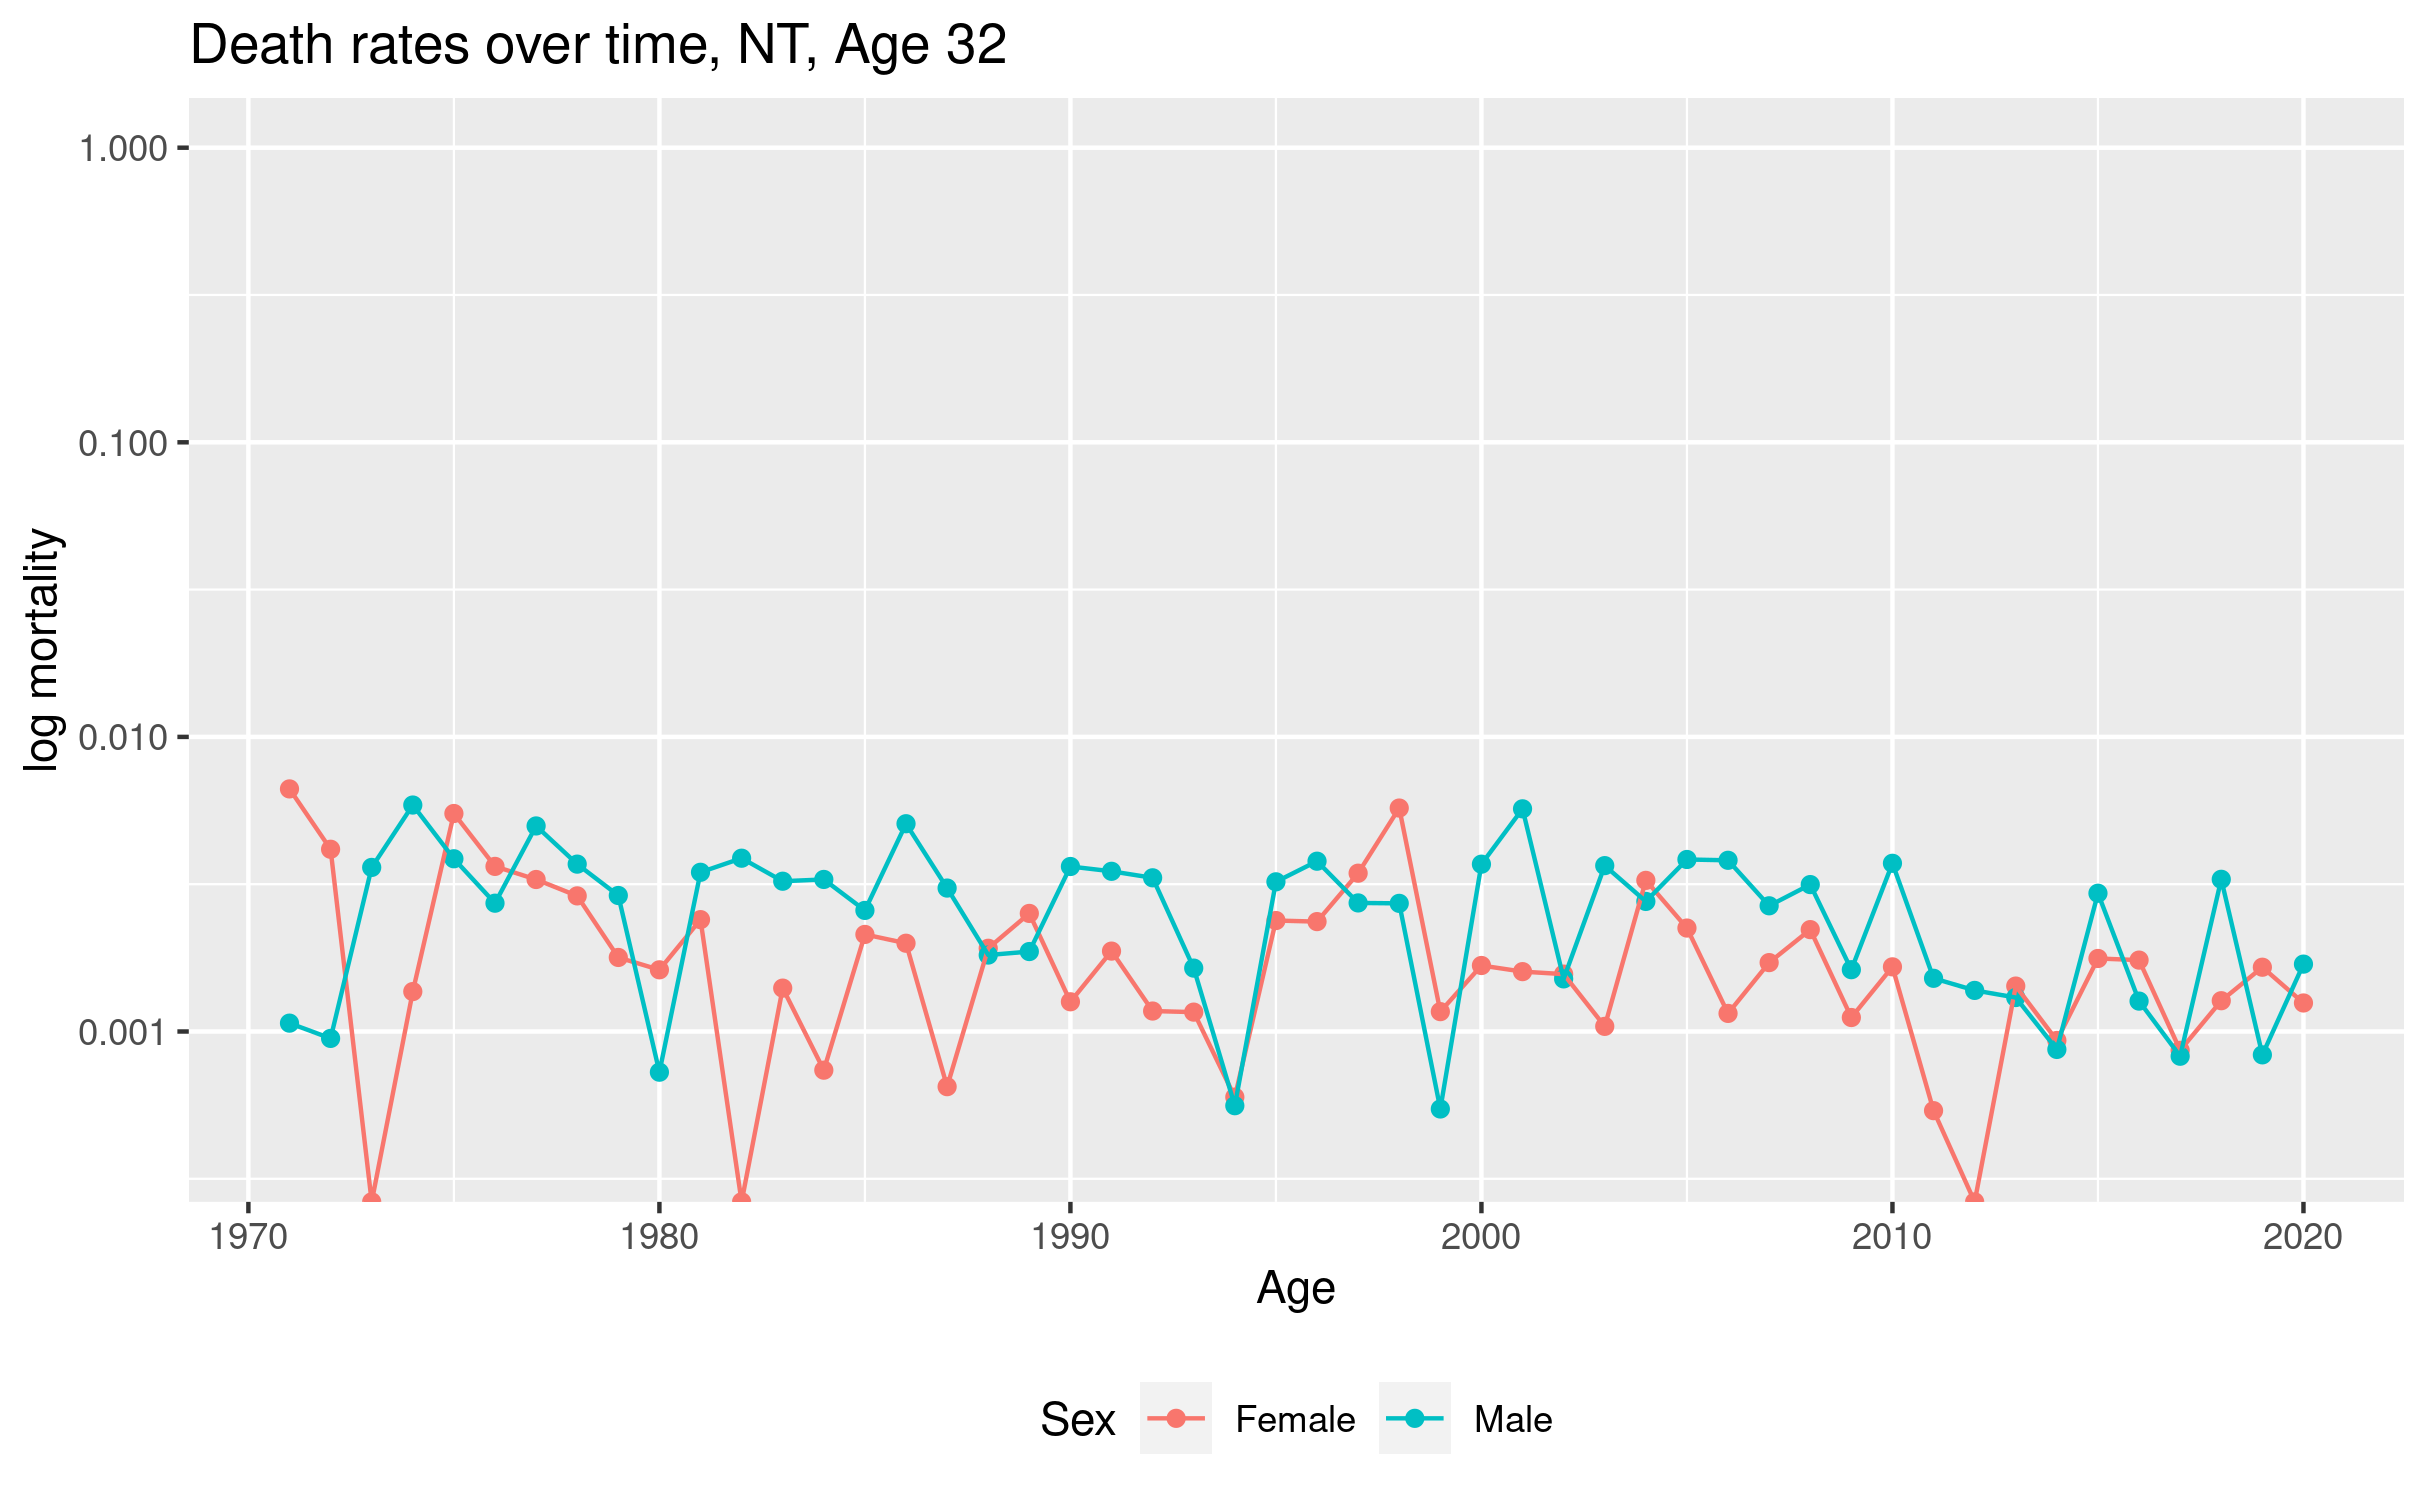 Death rates over time, NT, Age 32
log mortality
1.000
0.100
0.010
0.001
1970 1980 1990 2000 2010 2020
Age
Sex Female Male